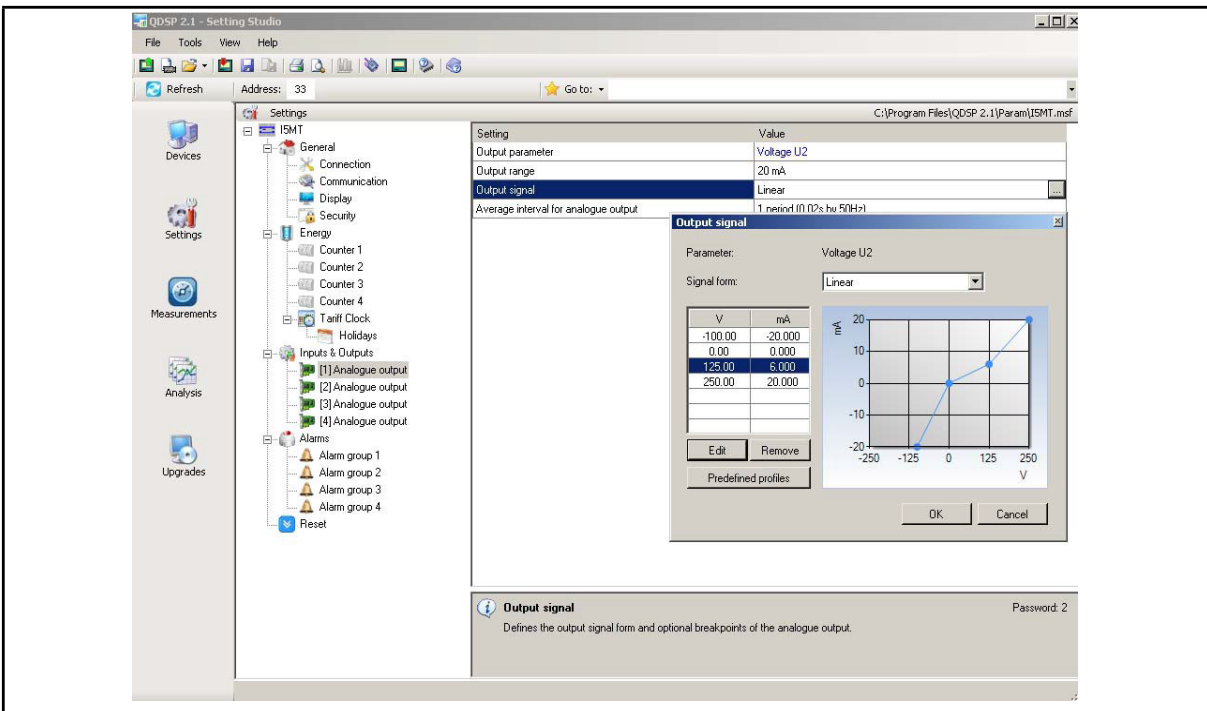 QDSP 2.1 - Setting Studio
File Tools View Help
Refresh Address: 33 Go to:
Settings C:\Program Files\QDSP 2.1\Param\I5MT.msf
Devices
Settings
Measurements
Analysis
Upgrades
I5MT
General
Connection
Communication
Display
Security
Energy
Counter 1
Counter 2
Counter 3
Counter 4
Tariff Clock
Holidays
Inputs & Outputs
[1] Analogue output
[2] Analogue output
[3] Analogue output
[4] Analogue output
Alarms
Alarm group 1
Alarm group 2
Alarm group 3
Alarm group 4
Reset
Setting Value
Output parameter Voltage U2
Output range 20 mA
Output signal Linear ...
Average interval for analogue output 1 period (0.02s by 50Hz)
Output signal
Parameter: Voltage U2
Signal form: Linear
V mA
-100.00 -20.000
0.00 0.000
125.00 6.000
250.00 20.000
Edit Remove
Predefined profiles
mA
20
10
0
-10
-20
-250 -125 0 125 250
V
OK Cancel
Output signal Password: 2
Defines the output signal form and optional breakpoints of the analogue output.